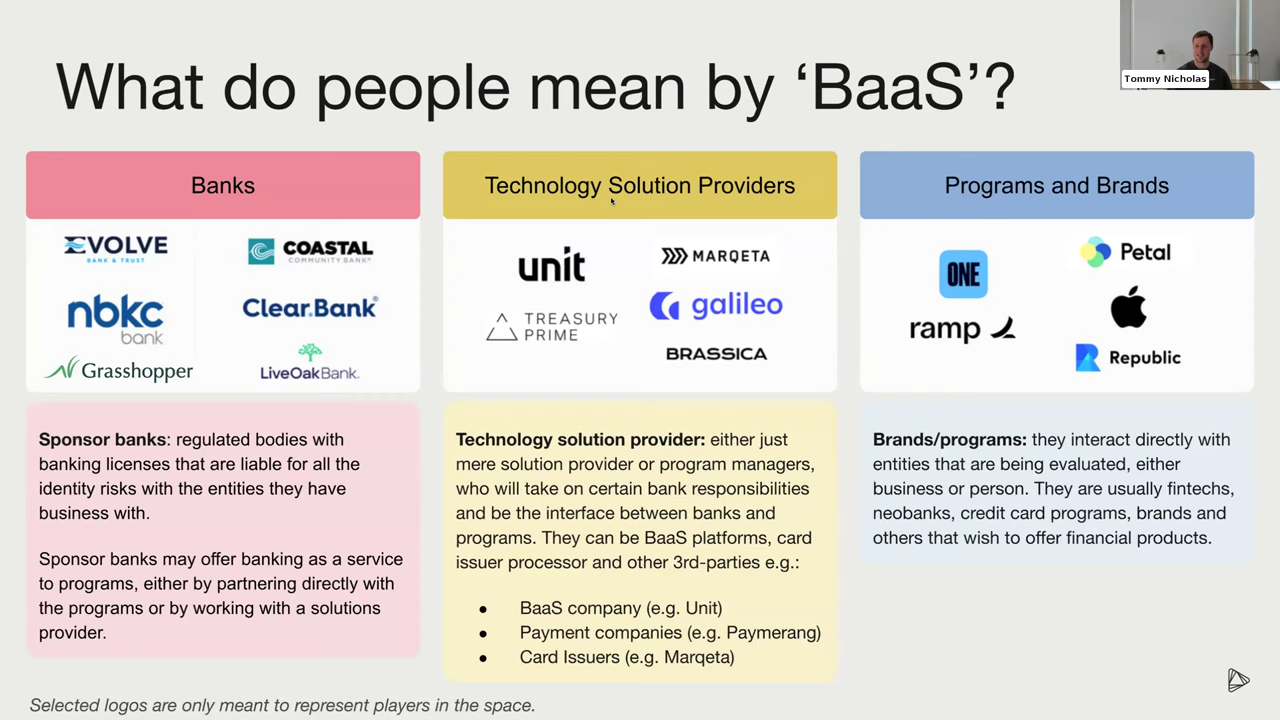 What do people mean by ‘BaaS’?
Tommy Nicholas
Banks
EVOLVE
BANK & TRUST
COASTAL
COMMUNITY BANK®
nbkc
bank
Clear.Bank®
Grasshopper
LiveOakBank.
Sponsor banks: regulated bodies with
banking licenses that are liable for all the
identity risks with the entities they have
business with.
Sponsor banks may offer banking as a service
to programs, either by partnering directly with
the programs or by working with a solutions
provider.
Technology Solution Providers
unit
MARQETA
TREASURY
PRIME
galileo
BRASSICA
Technology solution provider: either just
mere solution provider or program managers,
who will take on certain bank responsibilities
and be the interface between banks and
programs. They can be BaaS platforms, card
issuer processor and other 3rd-parties e.g.:
● BaaS company (e.g. Unit)
● Payment companies (e.g. Paymerang)
● Card Issuers (e.g. Marqeta)
Programs and Brands
ONE
Petal
ramp
Republic
Brands/programs: they interact directly with
entities that are being evaluated, either
business or person. They are usually fintechs,
neobanks, credit card programs, brands and
others that wish to offer financial products.
Selected logos are only meant to represent players in the space.